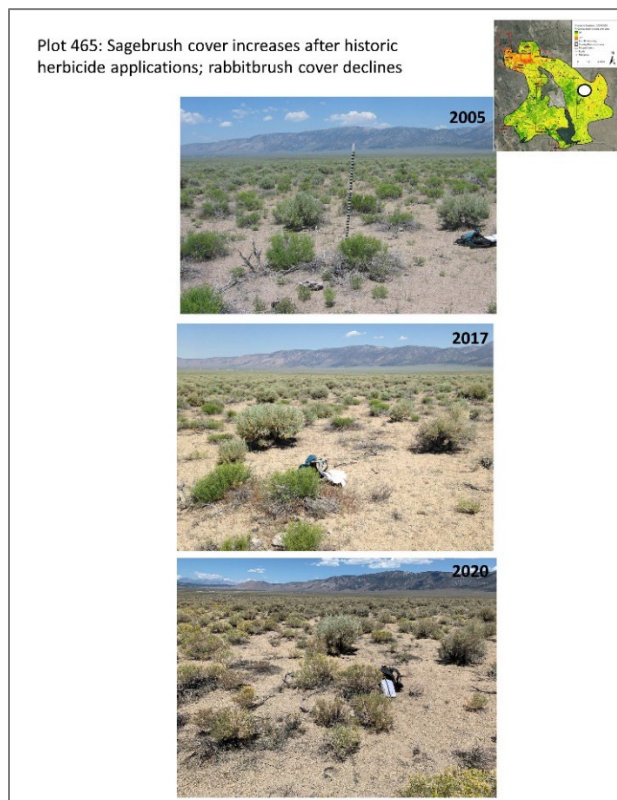 Plot 465: Sagebrush cover increases after historic
herbicide applications; rabbitbrush cover declines
2005
2017
2020